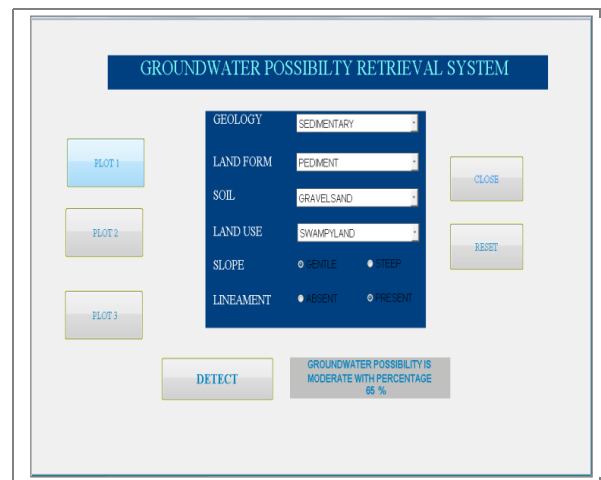 GROUNDWATER POSSIBILTY RETRIEVAL SYSTEM
GEOLOGY SEDIMENTARY
PLOT 1
LAND FORM PEDIMENT
CLOSE
SOIL GRAVELSAND
PLOT 2
LAND USE SWAMPYLAND
RESET
SLOPE GENTLE STEEP
LINEAMENT ABSENT PRESENT
PLOT 3
DETECT
GROUNDWATER POSSIBILITY IS
MODERATE WITH PERCENTAGE
65 %